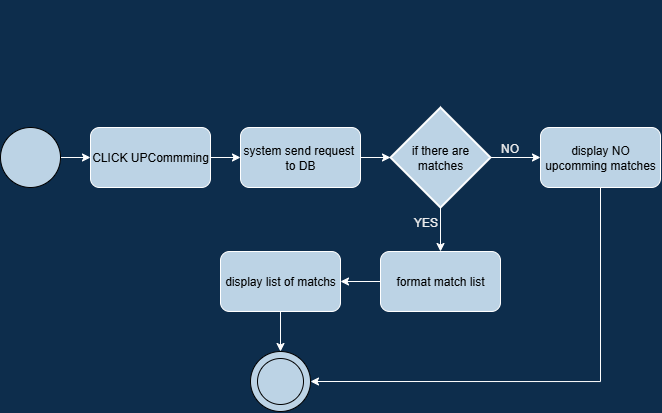 CLICK UPCommming
system send request
to DB
if there are
matches
NO
display NO
upcomming matches
YES
display list of matchs
format match list